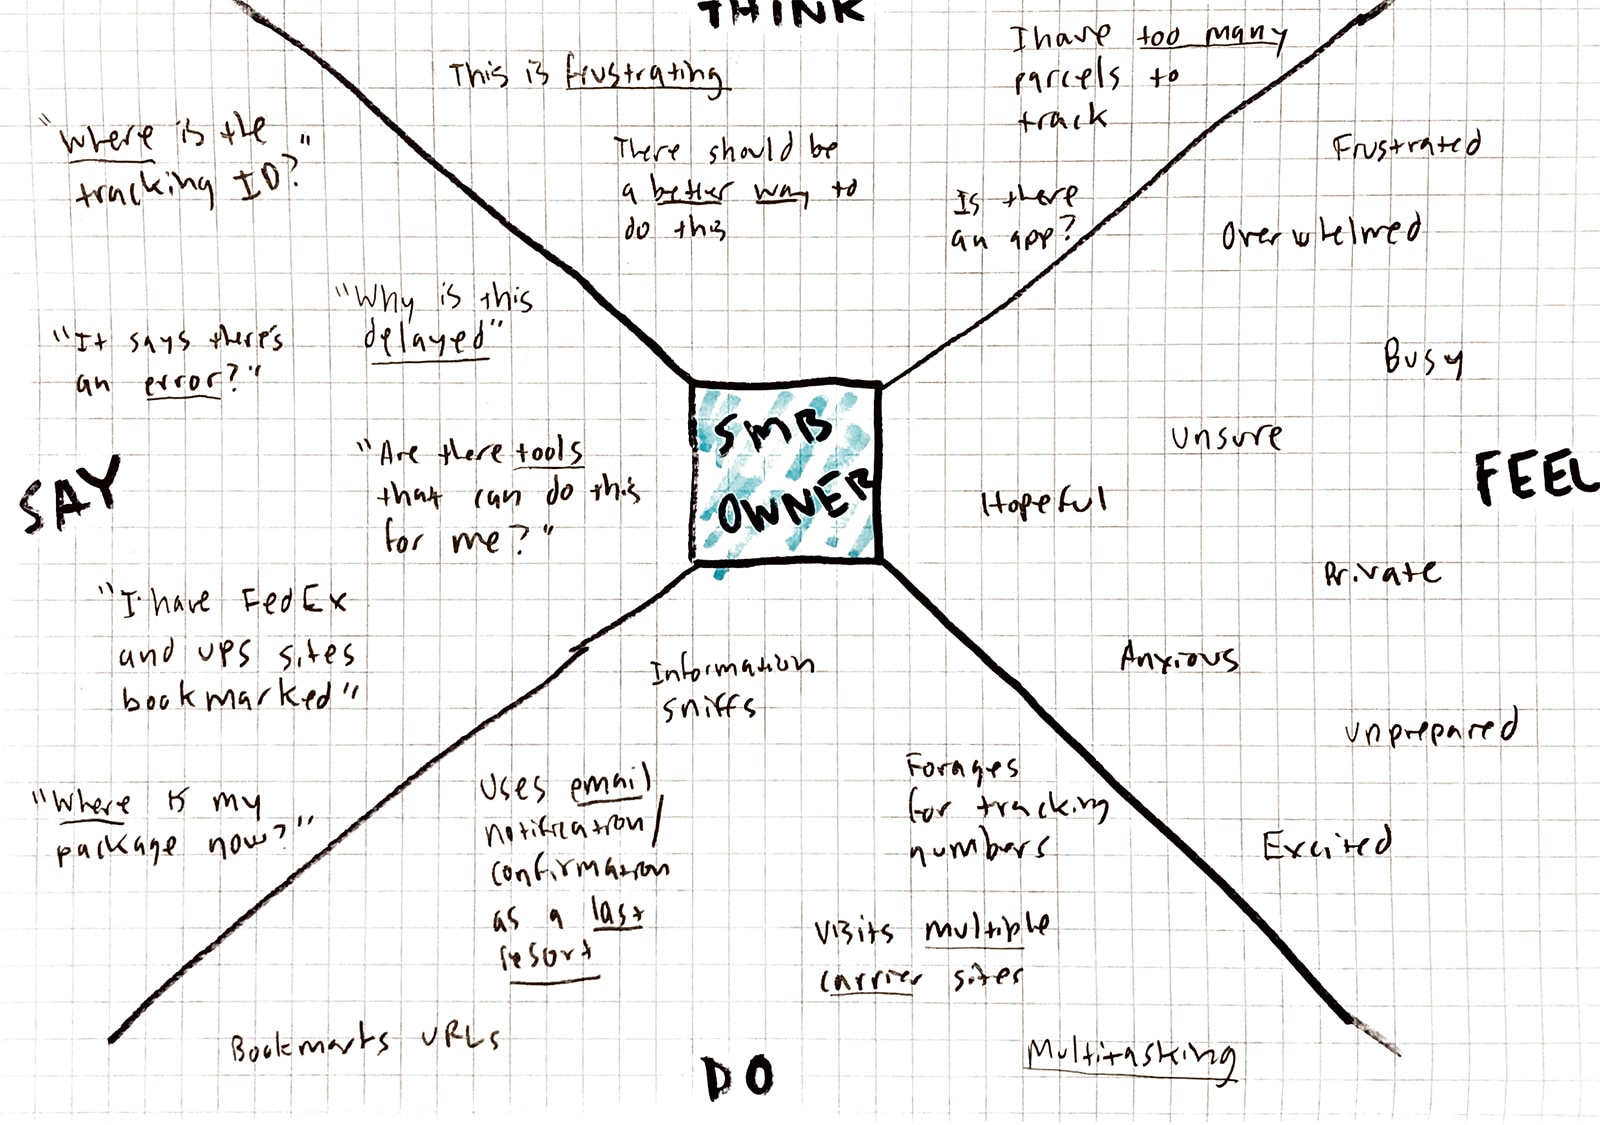 THINK
This is frustrating
I have too many
parcels to
track
There should be
a better way to
do this
Is there
an app?
"Where is the
tracking ID?"
"Why is this
delayed"
"It says there's
an error?"
SAY
"Are there tools
that can do this
for me?"
"I have FedEx
and UPS sites
bookmarked"
"Where is my
package now?"
SMB
OWNER
Frustrated
Overwhelmed
Busy
Unsure
FEEL
Hopeful
Private
Anxious
Unprepared
Excited
Information
sniffs
Uses email
notification/
confirmation
as a last
resort
Forages
for tracking
numbers
Visits multiple
carrier sites
Bookmarks URLs
Multitasking
DO